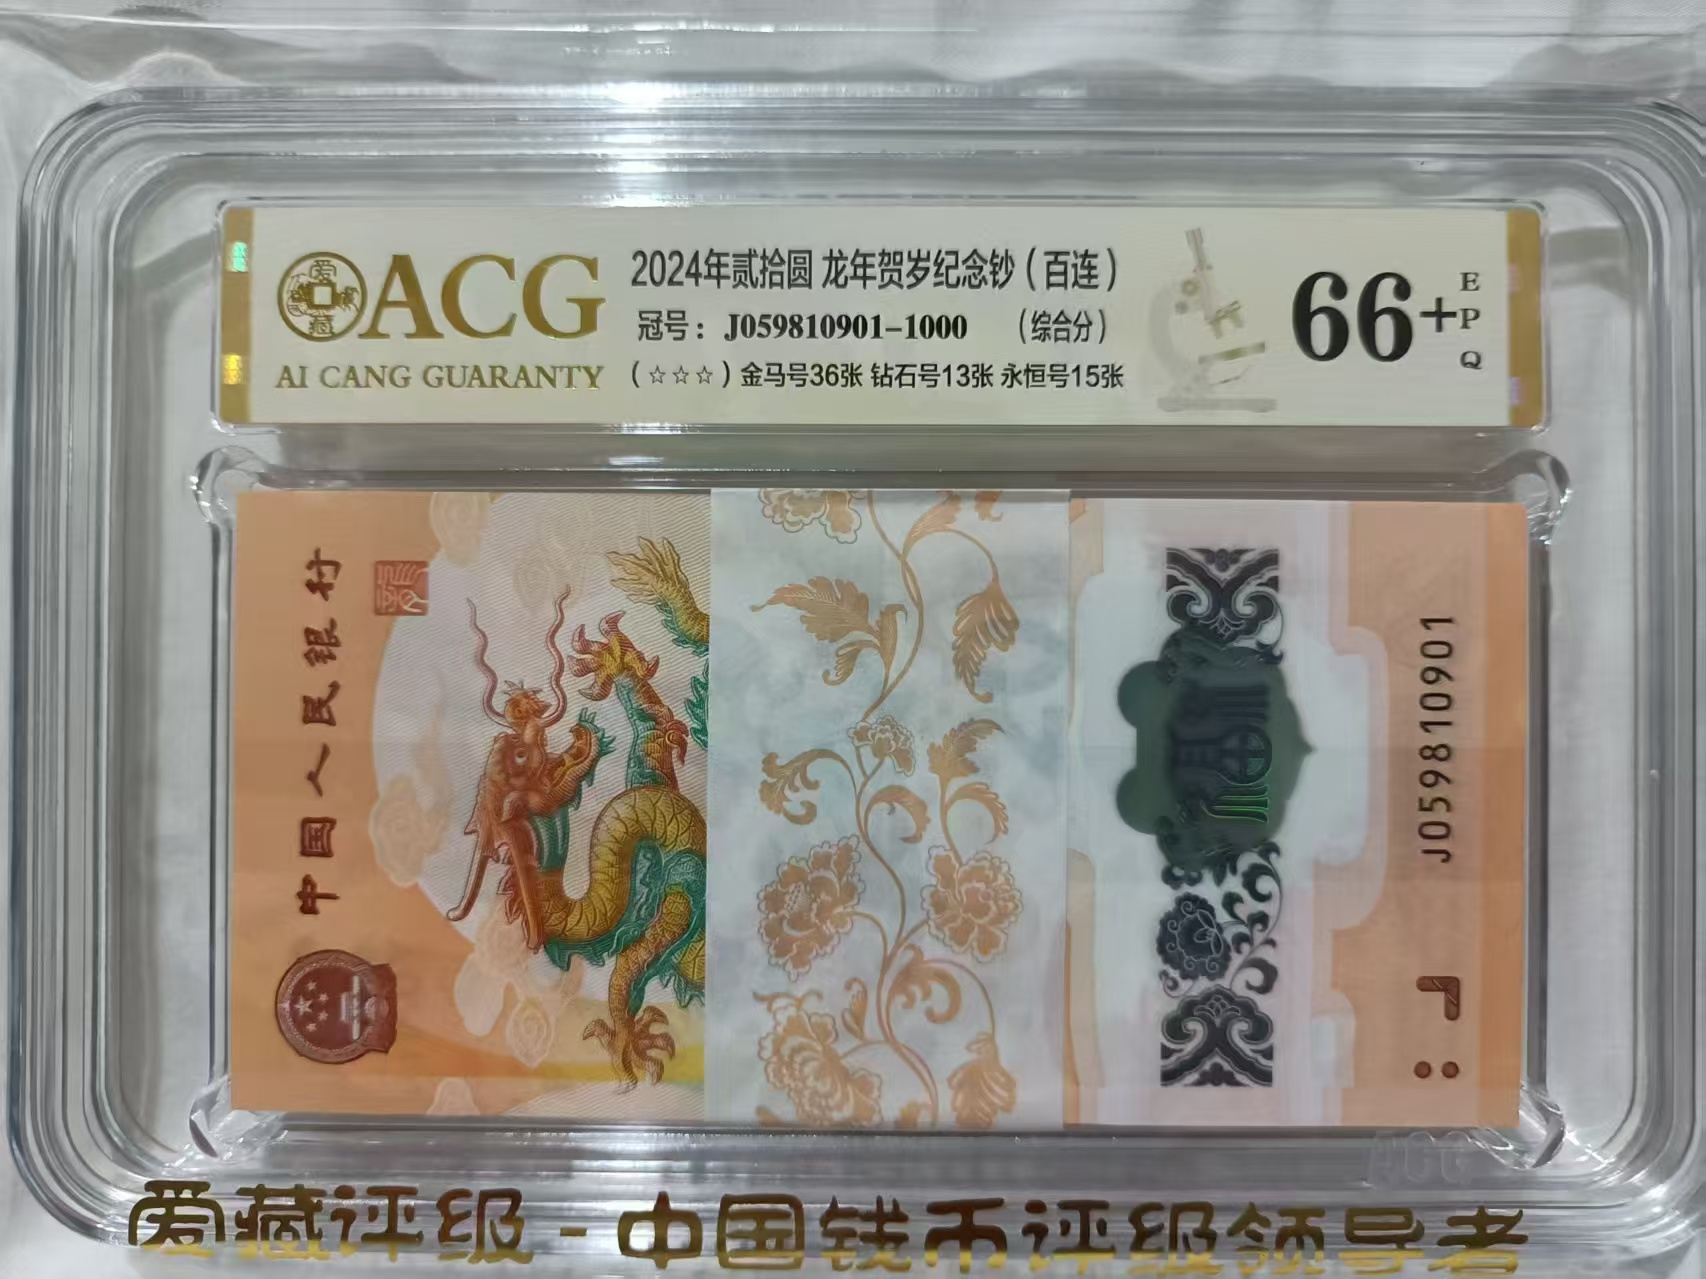 ACG
AI CANG GUARANTY
2024年贰拾圆 龙年贺岁纪念钞（百连）
冠号：J059810901-1000 （综合分）
（☆☆☆）金马号36张 钻石号13张 永恒号15张
66+
EPQ
中国人民银行
J059810901
爱藏评级-中国钱币评级领导者